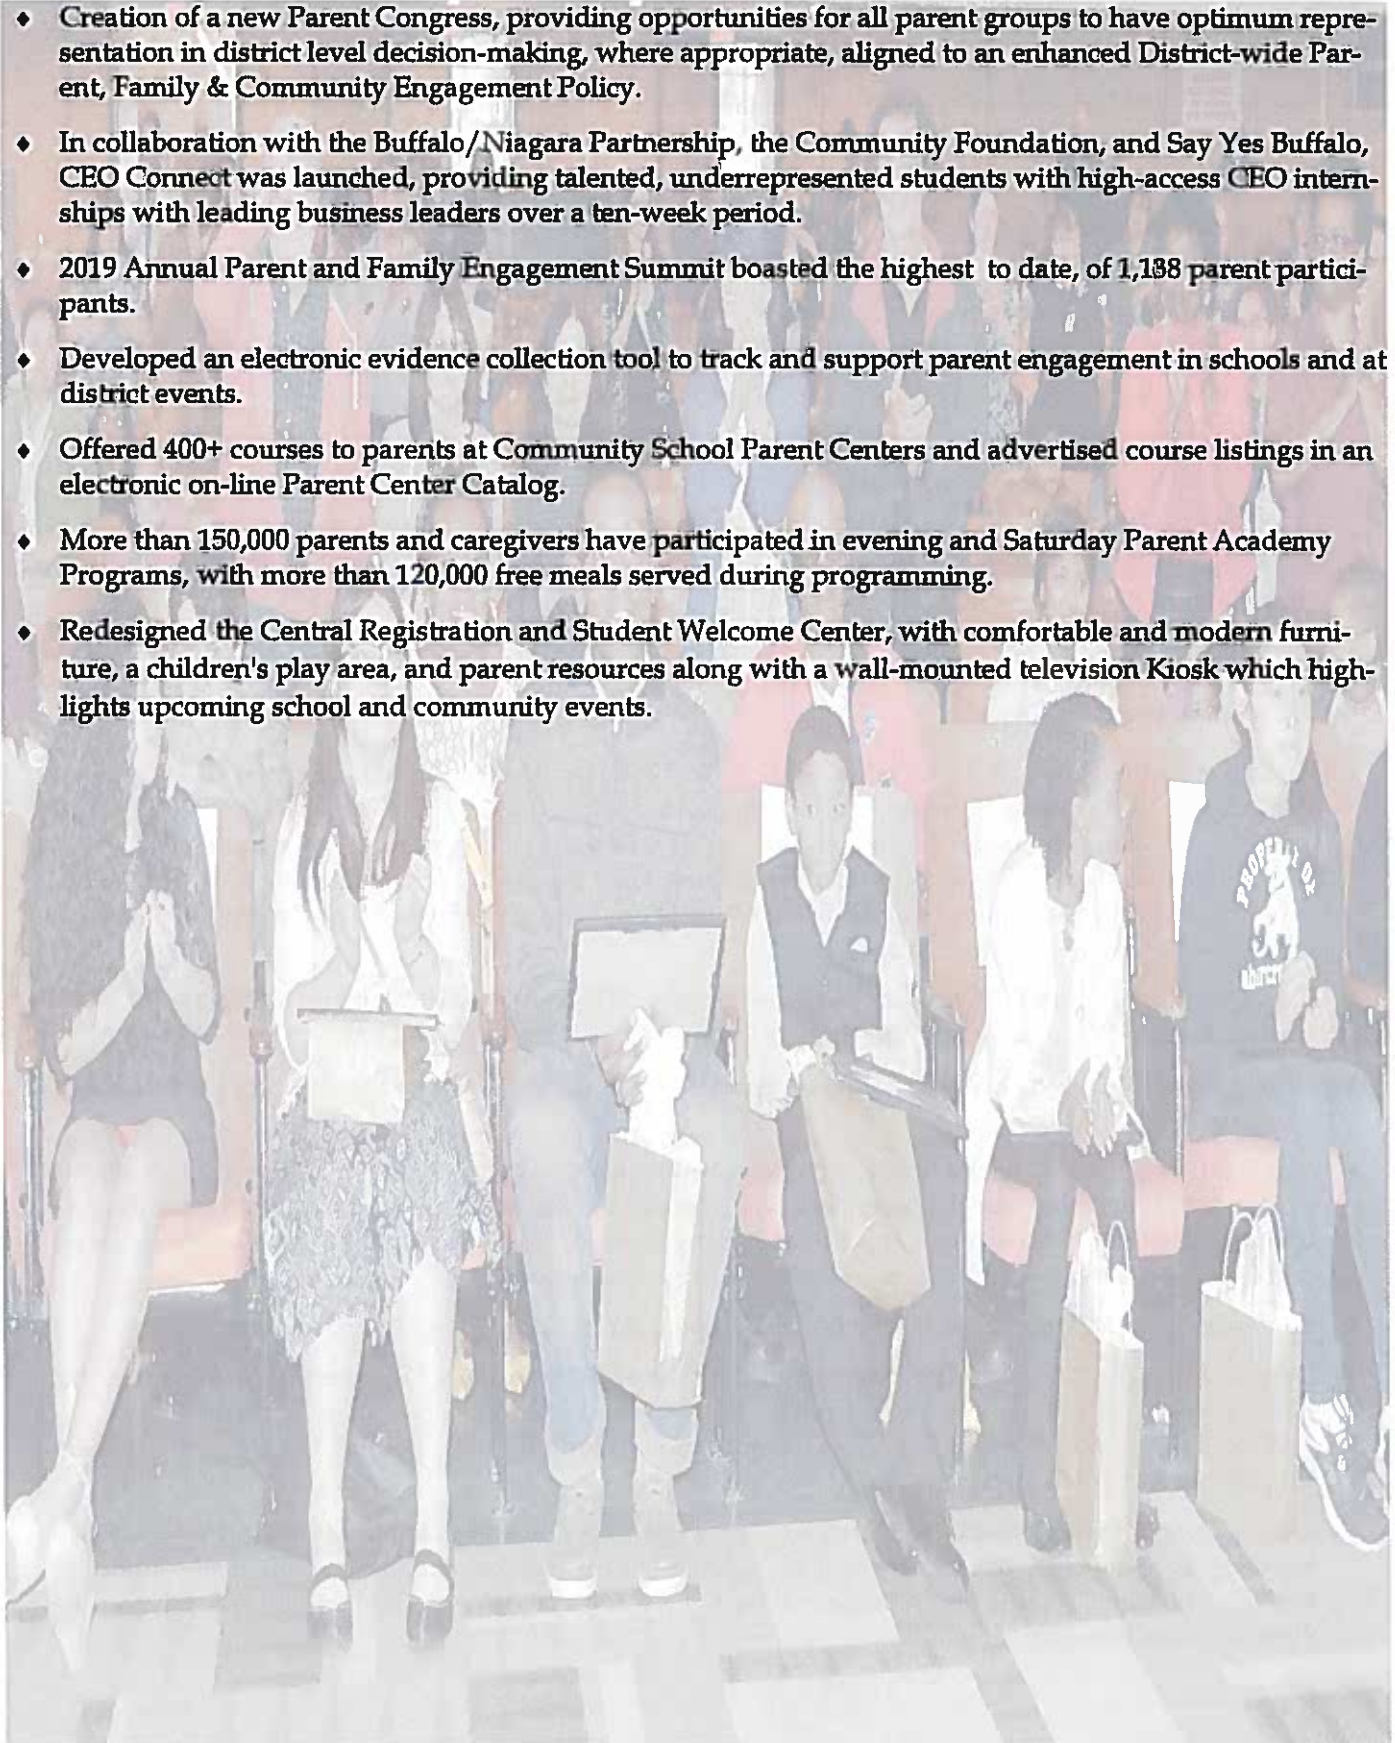 ♦ Creation of a new Parent Congress, providing opportunities for all parent groups to have optimum repre-
sentation in district level decision-making, where appropriate, aligned to an enhanced District-wide Par-
ent, Family & Community Engagement Policy.
♦ In collaboration with the Buffalo/Niagara Partnership, the Community Foundation, and Say Yes Buffalo,
CEO Connect was launched, providing talented, underrepresented students with high-access CEO intern-
ships with leading business leaders over a ten-week period.
♦ 2019 Annual Parent and Family Engagement Summit boasted the highest to date, of 1,138 parent partici-
pants.
♦ Developed an electronic evidence collection tool to track and support parent engagement in schools and at
district events.
♦ Offered 400+ courses to parents at Community School Parent Centers and advertised course listings in an
electronic on-line Parent Center Catalog.
♦ More than 150,000 parents and caregivers have participated in evening and Saturday Parent Academy
Programs, with more than 120,000 free meals served during programming.
♦ Redesigned the Central Registration and Student Welcome Center, with comfortable and modern furni-
ture, a children's play area, and parent resources along with a wall-mounted television Kiosk which high-
lights upcoming school and community events.
PROPERTY OF